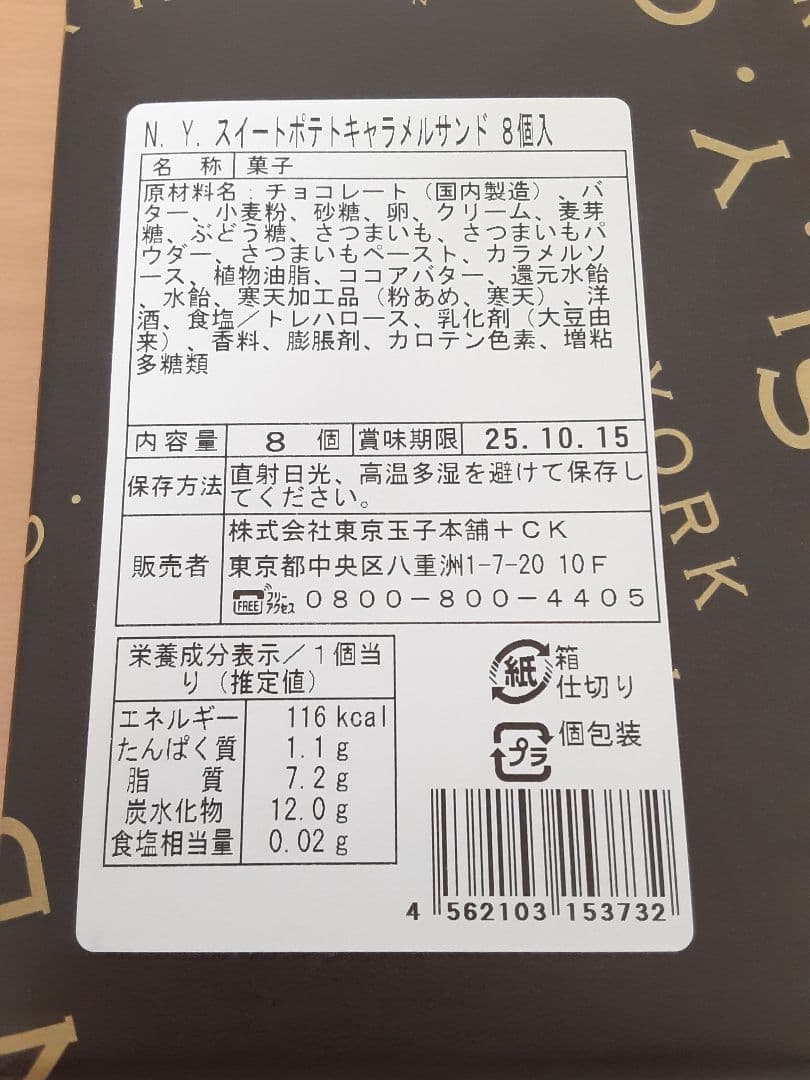 N. Y. スイートポテトキャラメルサンド 8個入
名 称 菓子
原材料名：チョコレート（国内製造）、バ
ター、小麦粉、砂糖、卵、クリーム、麦芽
糖、ぶどう糖、さつまいも、さつまいもパ
ウダー、さつまいもペースト、カラメルソ
ース、植物油脂、ココアバター、還元水飴
、水飴、寒天加工品（粉あめ、寒天）、洋
酒、食塩／トレハロース、乳化剤（大豆由
来）、香料、膨脹剤、カロテン色素、増粘
多糖類
内容量 8 個 賞味期限 25.10.15
保存方法 直射日光、高温多湿を避けて保存し
てください。
販売者 株式会社東京玉子本舗＋ＣＫ
東京都中央区八重洲1-7-20 10F
FREE フリーアクセス 0800-800-4405
栄養成分表示／1個当
り（推定値）
エネルギー 116 kcal
たんぱく質 1.1 g
脂 質 7.2 g
炭水化物 12.0 g
食塩相当量 0.02 g
紙 箱
仕切り
プラ 個包装
4 562103 153732
YORK